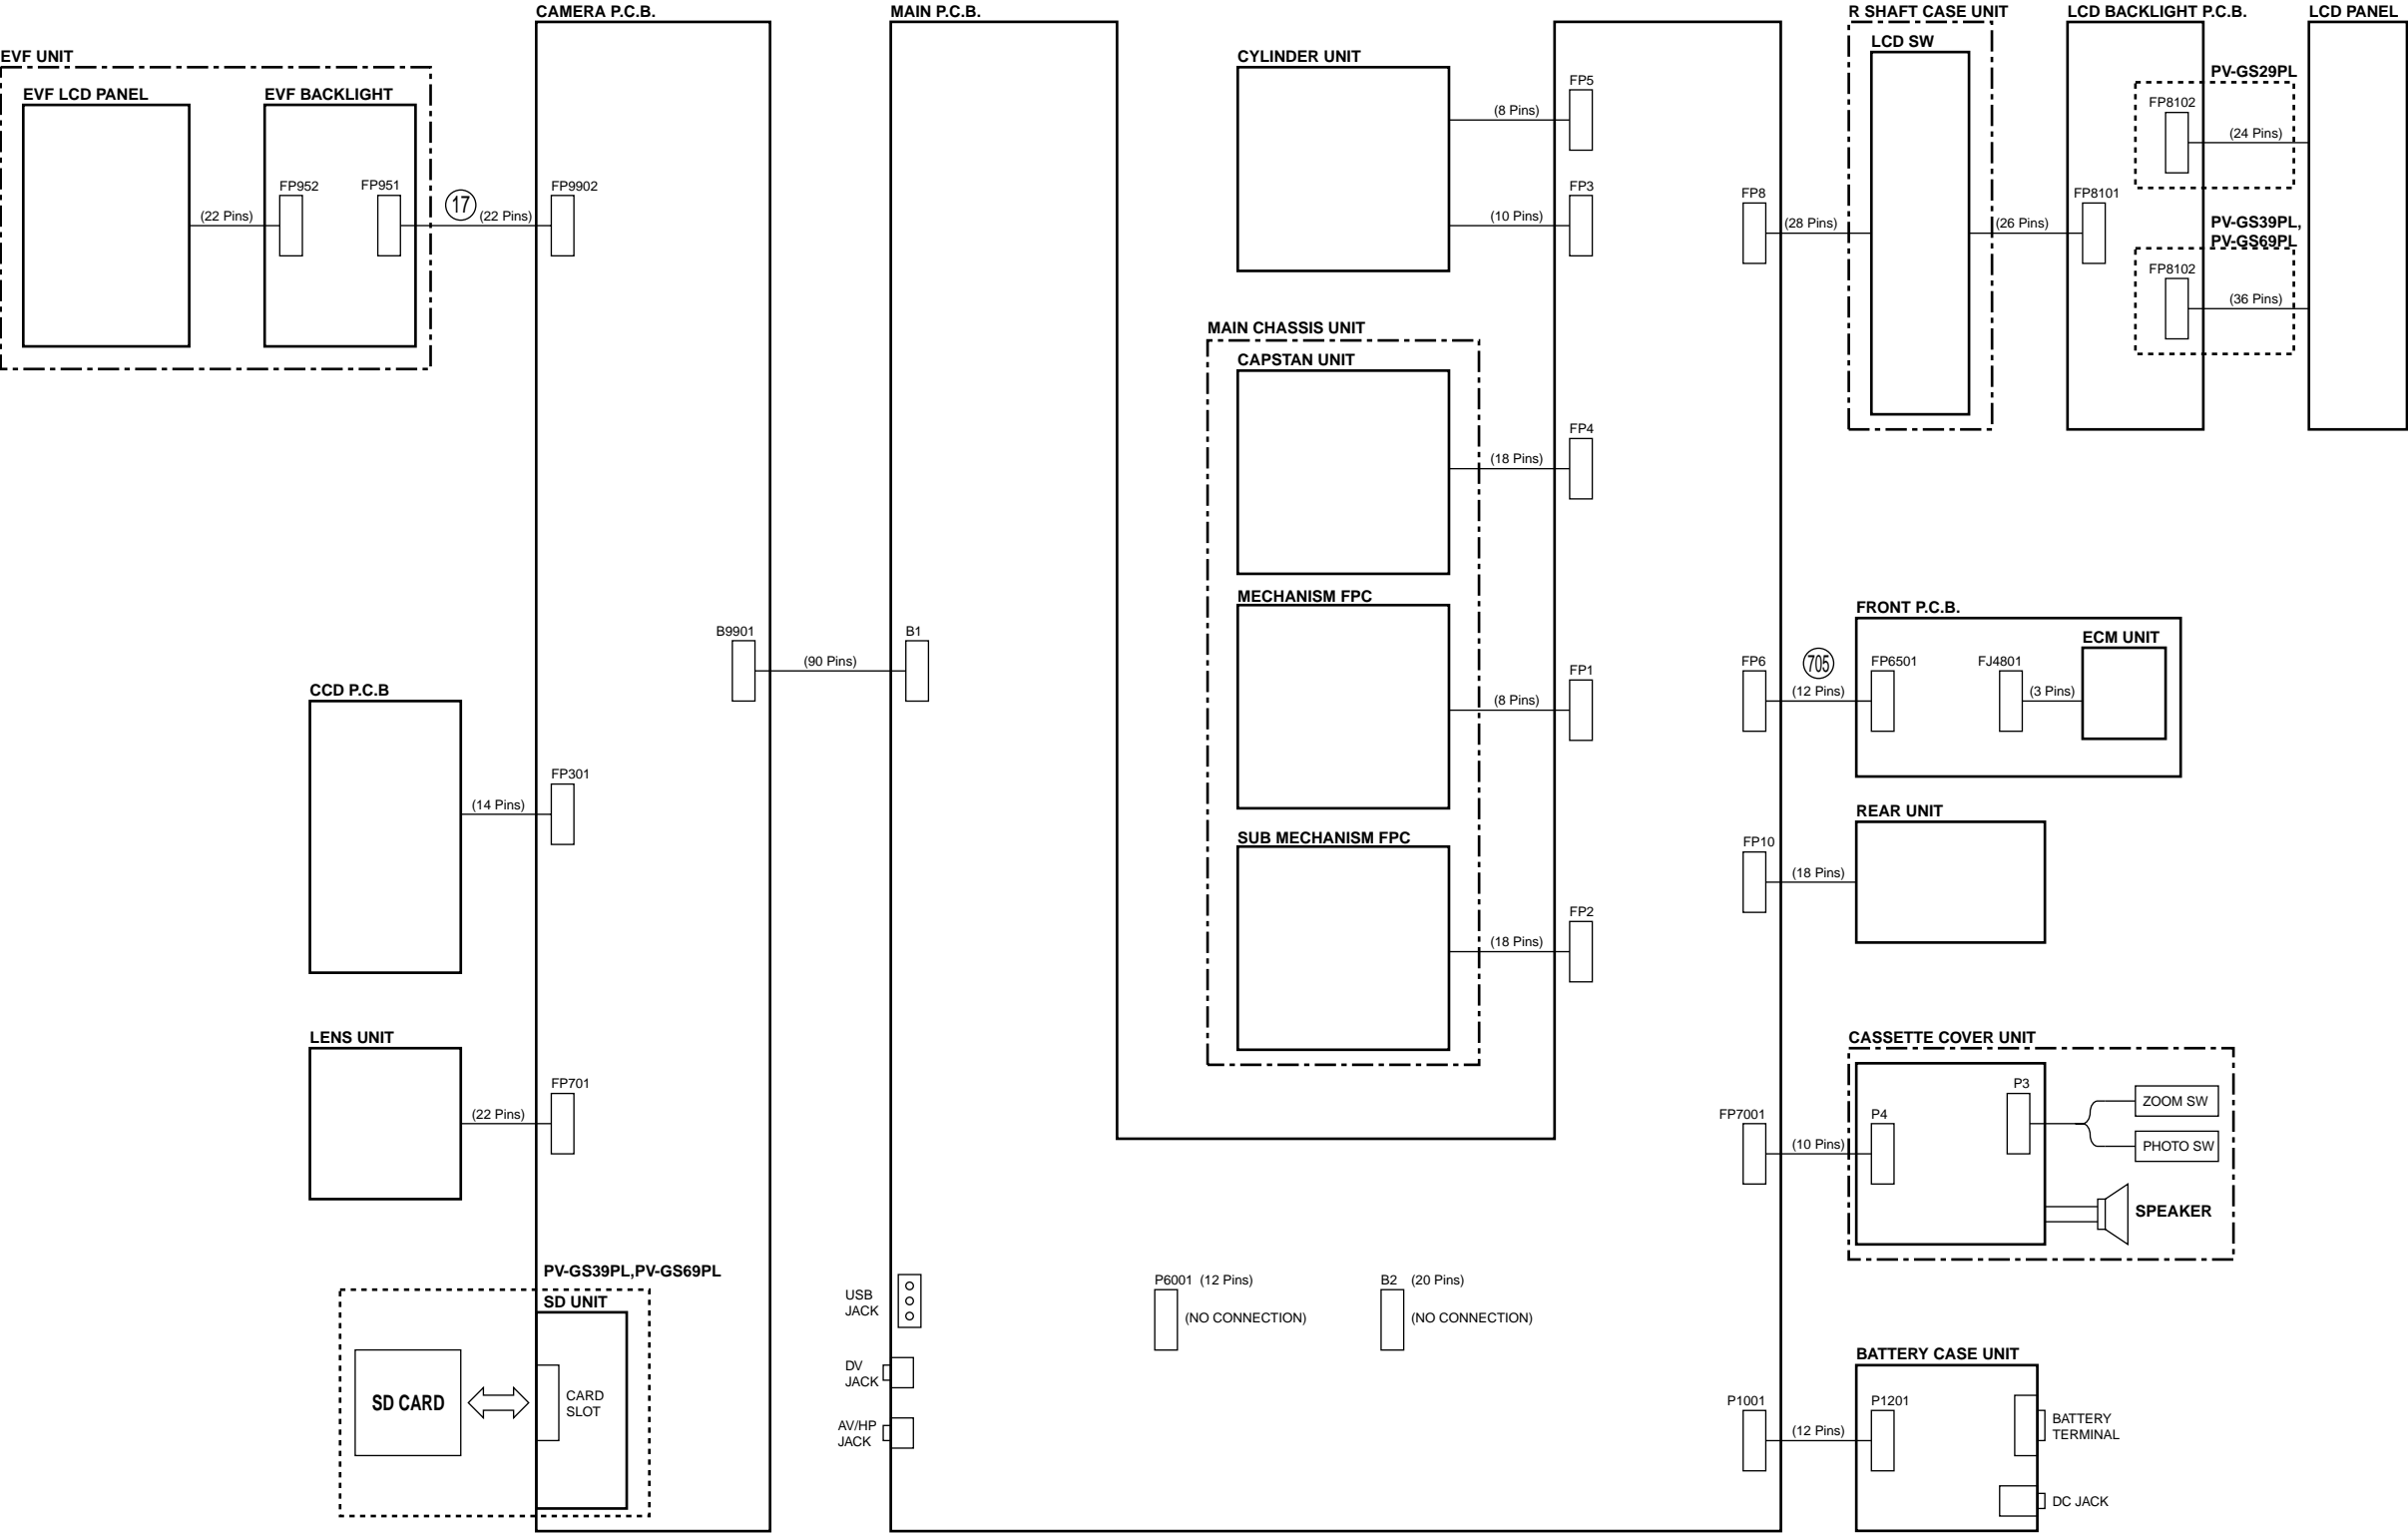 CAMERA P.C.B.
MAIN P.C.B.
R SHAFT CASE UNIT
LCD BACKLIGHT P.C.B.
LCD PANEL
EVF UNIT
EVF LCD PANEL
EVF BACKLIGHT
FP952
FP951
(22 Pins)
17
(22 Pins)
FP9902
CYLINDER UNIT
FP5
(8 Pins)
FP3
(10 Pins)
FP8
(28 Pins)
LCD SW
(26 Pins)
FP8101
PV-GS29PL
FP8102
(24 Pins)
PV-GS39PL,
PV-GS69PL
FP8102
(36 Pins)
MAIN CHASSIS UNIT
CAPSTAN UNIT
FP4
(18 Pins)
MECHANISM FPC
FP1
(8 Pins)
SUB MECHANISM FPC
FP2
(18 Pins)
B9901
(90 Pins)
B1
CCD P.C.B
FP301
(14 Pins)
LENS UNIT
FP701
(22 Pins)
FRONT P.C.B.
ECM UNIT
FP6
705
(12 Pins)
FP6501
FJ4801
(3 Pins)
REAR UNIT
FP10
(18 Pins)
CASSETTE COVER UNIT
FP7001
(10 Pins)
P4
P3
ZOOM SW
PHOTO SW
SPEAKER
PV-GS39PL,PV-GS69PL
SD UNIT
SD CARD
CARD
SLOT
USB
JACK
DV
JACK
AV/HP
JACK
P6001 (12 Pins)
(NO CONNECTION)
B2 (20 Pins)
(NO CONNECTION)
BATTERY CASE UNIT
P1001
(12 Pins)
P1201
BATTERY
TERMINAL
DC JACK